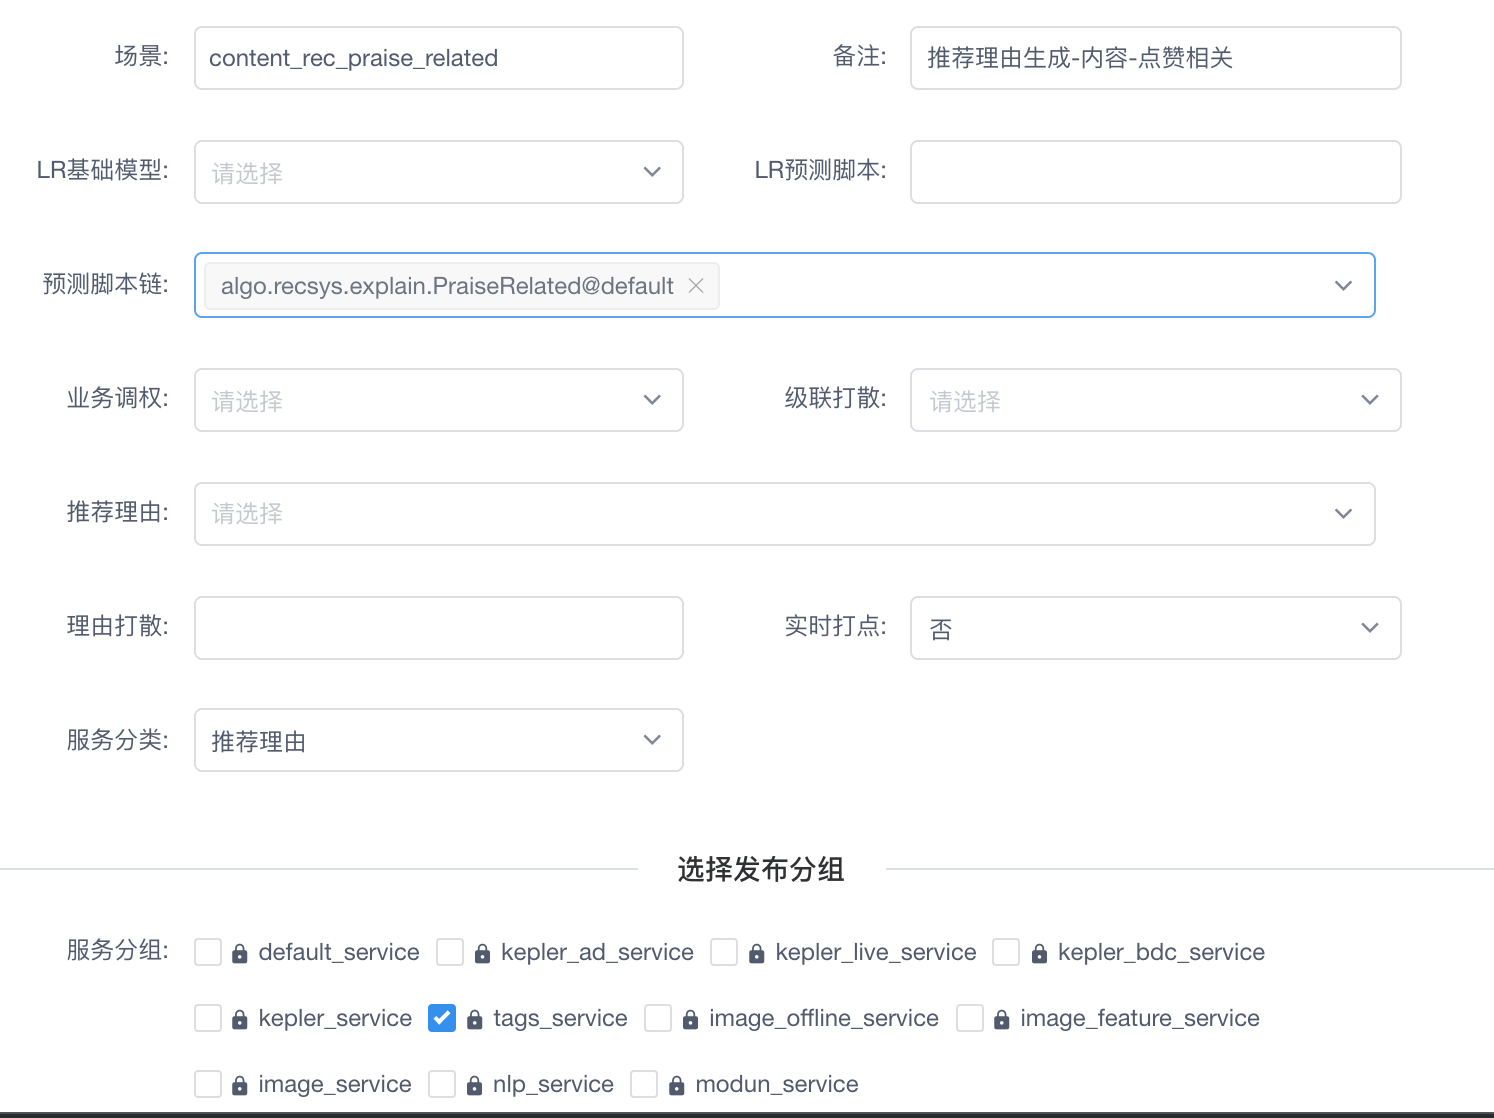 场景: content_rec_praise_related 备注: 推荐理由生成-内容-点赞相关
LR基础模型: 请选择 LR预测脚本:
预测脚本链: algo.recsys.explain.PraiseRelated@default
业务调权: 请选择 级联打散: 请选择
推荐理由: 请选择
理由打散: 实时打点: 否
服务分类: 推荐理由
选择发布分组
服务分组: default_service kepler_ad_service kepler_live_service kepler_bdc_service
kepler_service tags_service image_offline_service image_feature_service
image_service nlp_service modun_service